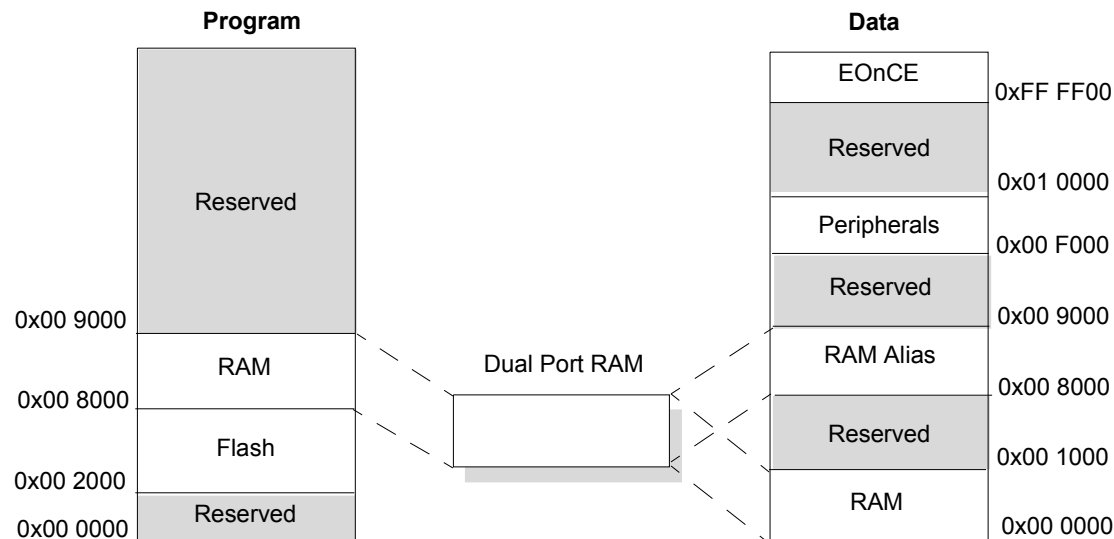 Program
Reserved
0x00 9000
RAM
0x00 8000
Flash
0x00 2000
Reserved
0x00 0000
Dual Port RAM
Data
EOnCE
0xFF FF00
Reserved
0x01 0000
Peripherals
0x00 F000
Reserved
0x00 9000
RAM Alias
0x00 8000
Reserved
0x00 1000
RAM
0x00 0000